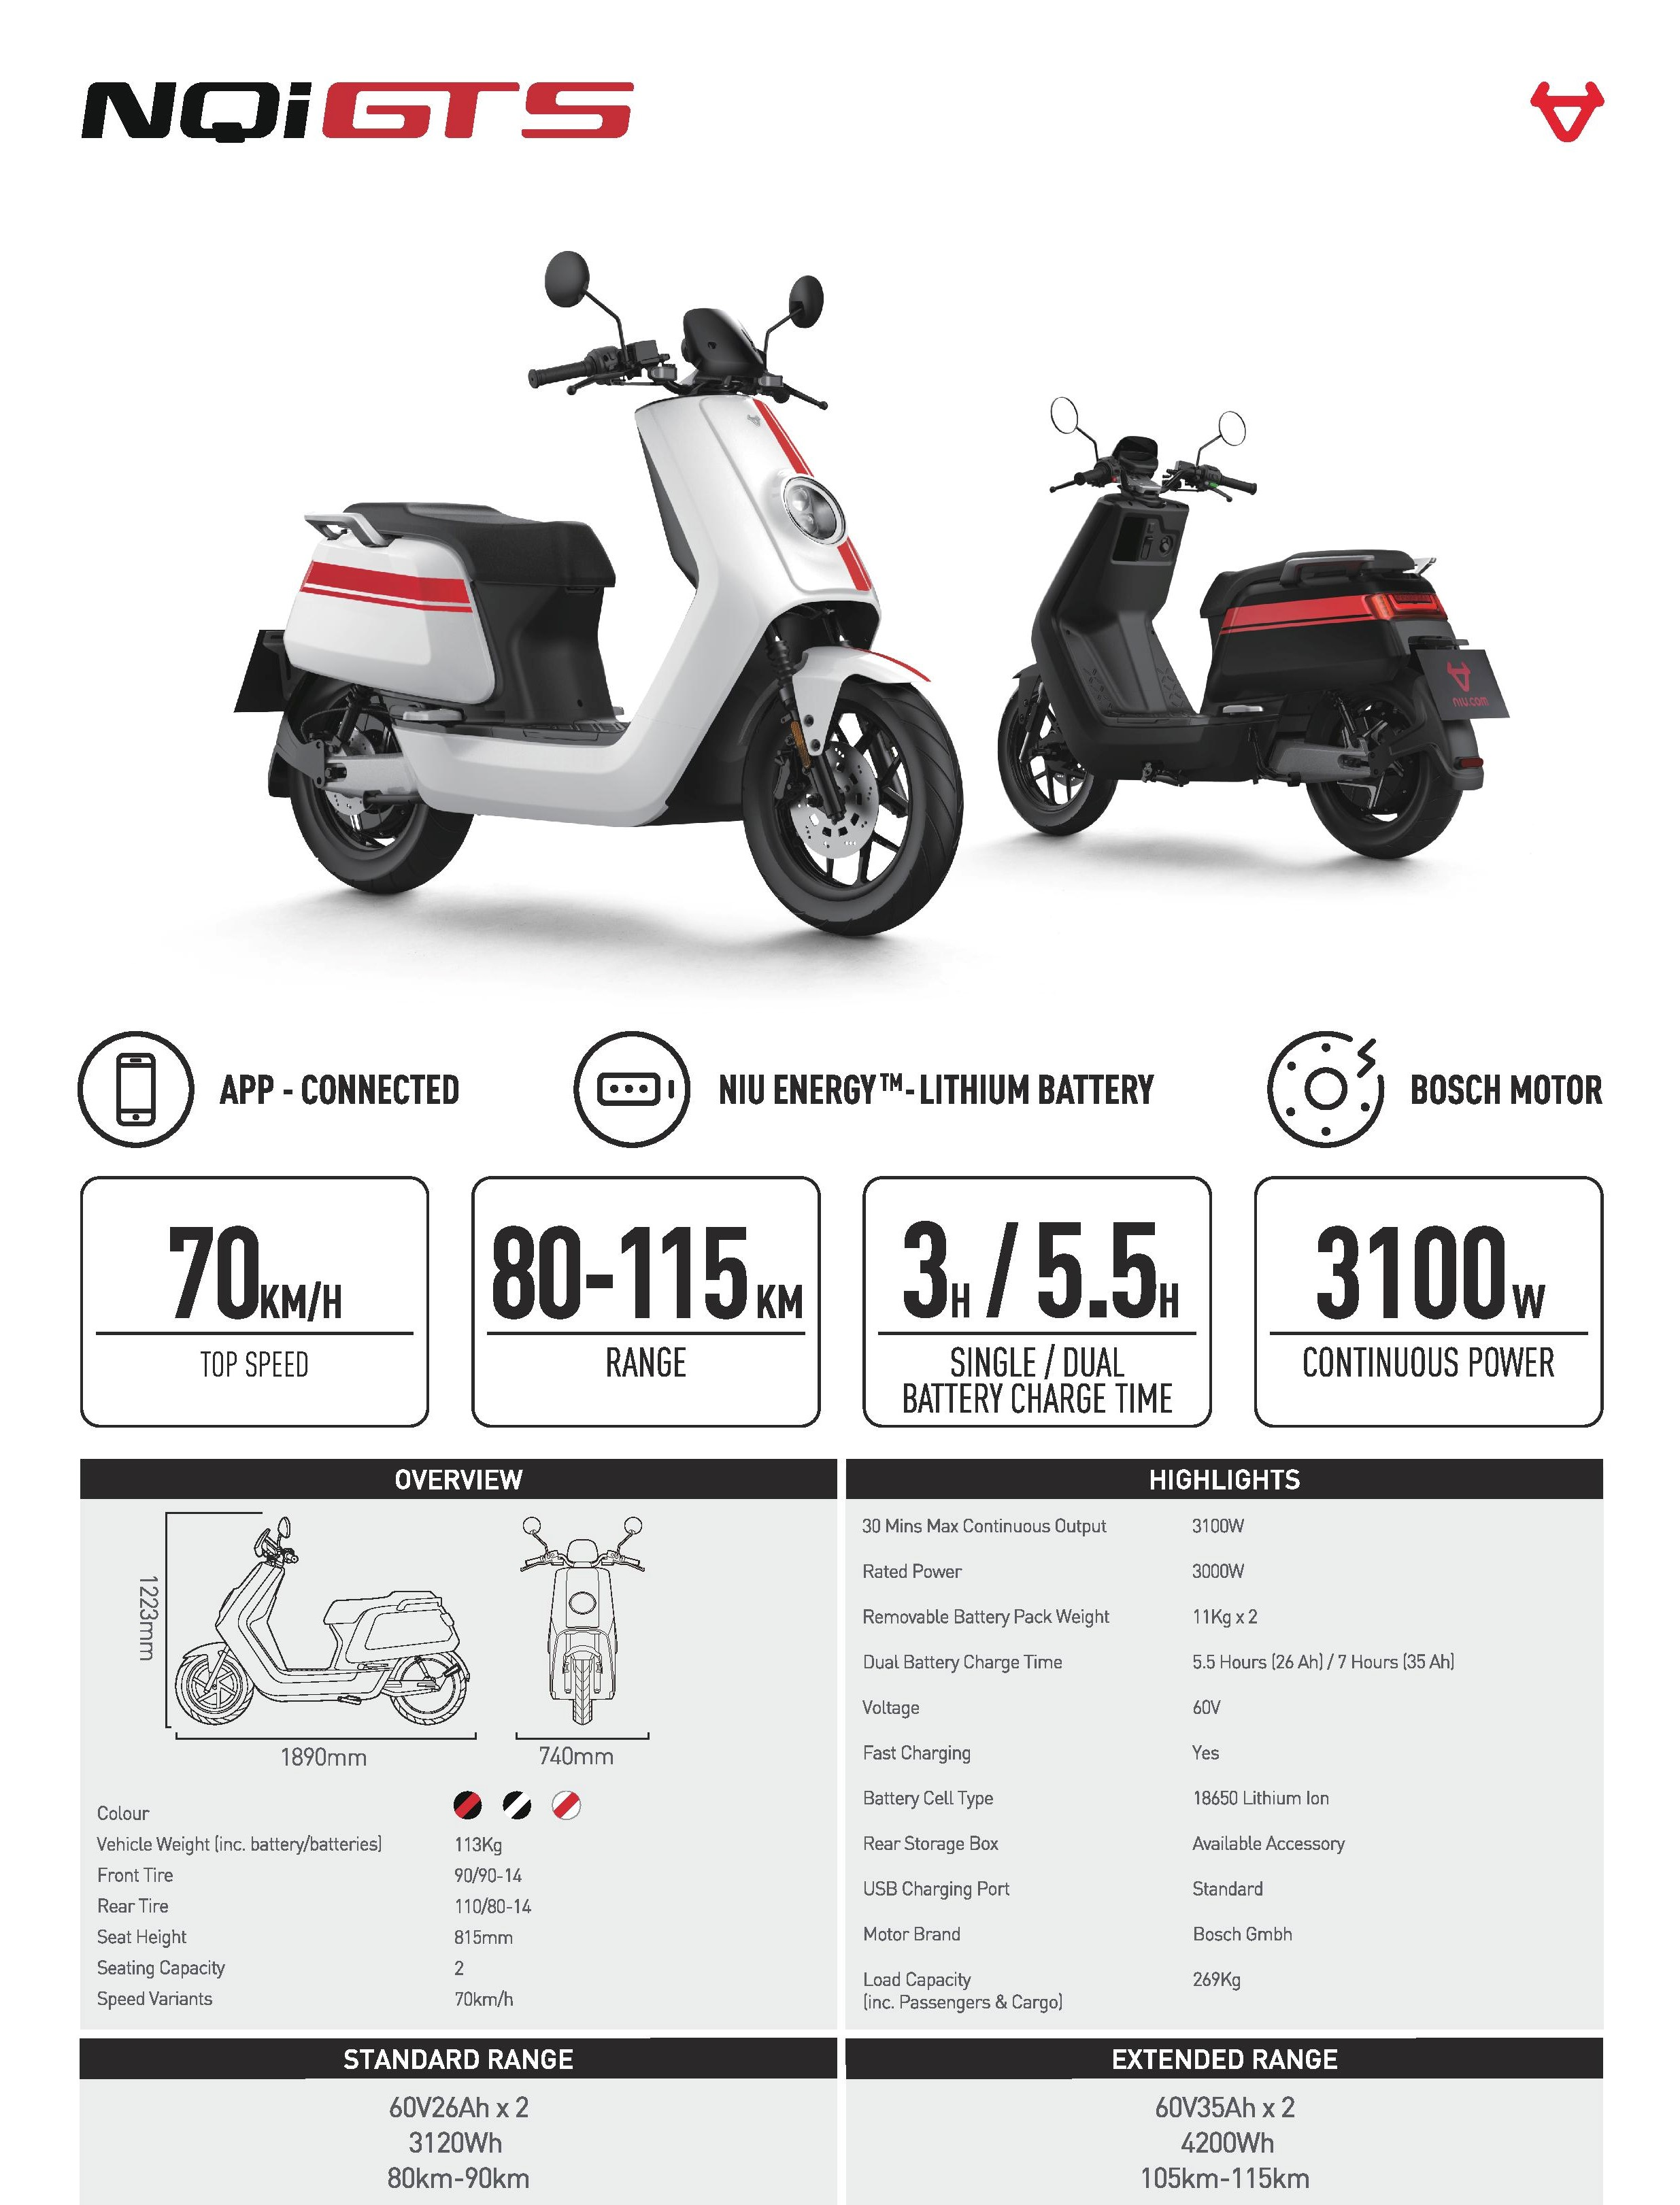 NQiGTS
niu.com
APP - CONNECTED
NIU ENERGY™- LITHIUM BATTERY
BOSCH MOTOR
70KM/H
TOP SPEED
80-115 KM
RANGE
3H / 5.5H
SINGLE / DUAL
BATTERY CHARGE TIME
3100 W
CONTINUOUS POWER
OVERVIEW
1223mm
1890mm
740mm
Colour
Vehicle Weight (inc. battery/batteries) 113Kg
Front Tire 90/90-14
Rear Tire 110/80-14
Seat Height 815mm
Seating Capacity 2
Speed Variants 70km/h
HIGHLIGHTS
30 Mins Max Continuous Output 3100W
Rated Power 3000W
Removable Battery Pack Weight 11Kg x 2
Dual Battery Charge Time 5.5 Hours (26 Ah) / 7 Hours (35 Ah)
Voltage 60V
Fast Charging Yes
Battery Cell Type 18650 Lithium Ion
Rear Storage Box Available Accessory
USB Charging Port Standard
Motor Brand Bosch Gmbh
Load Capacity 269Kg
(inc. Passengers & Cargo)
STANDARD RANGE
60V26Ah x 2
3120Wh
80km-90km
EXTENDED RANGE
60V35Ah x 2
4200Wh
105km-115km